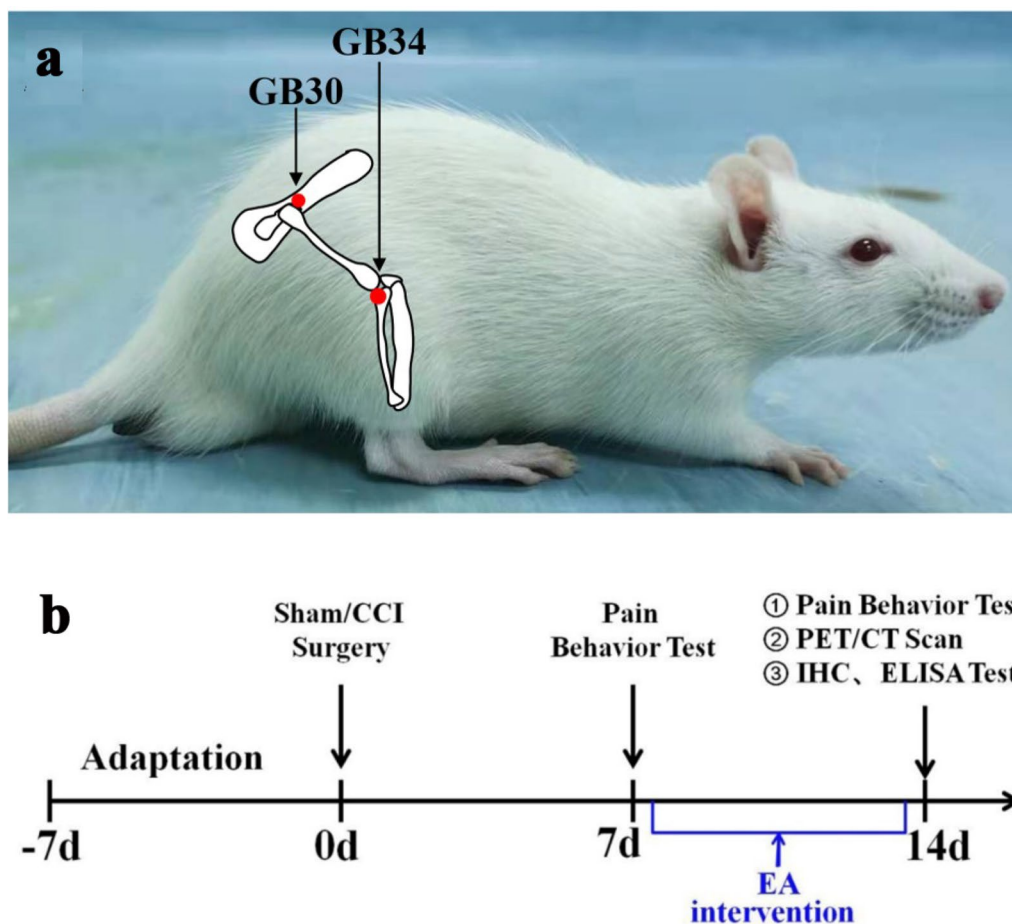 a
GB34
GB30
b
Sham/CCI
Surgery
Pain
Behavior Test
① Pain Behavior Tes
② PET/CT Scan
③ IHC、ELISA Test
Adaptation
-7d
0d
7d
14d
EA
intervention